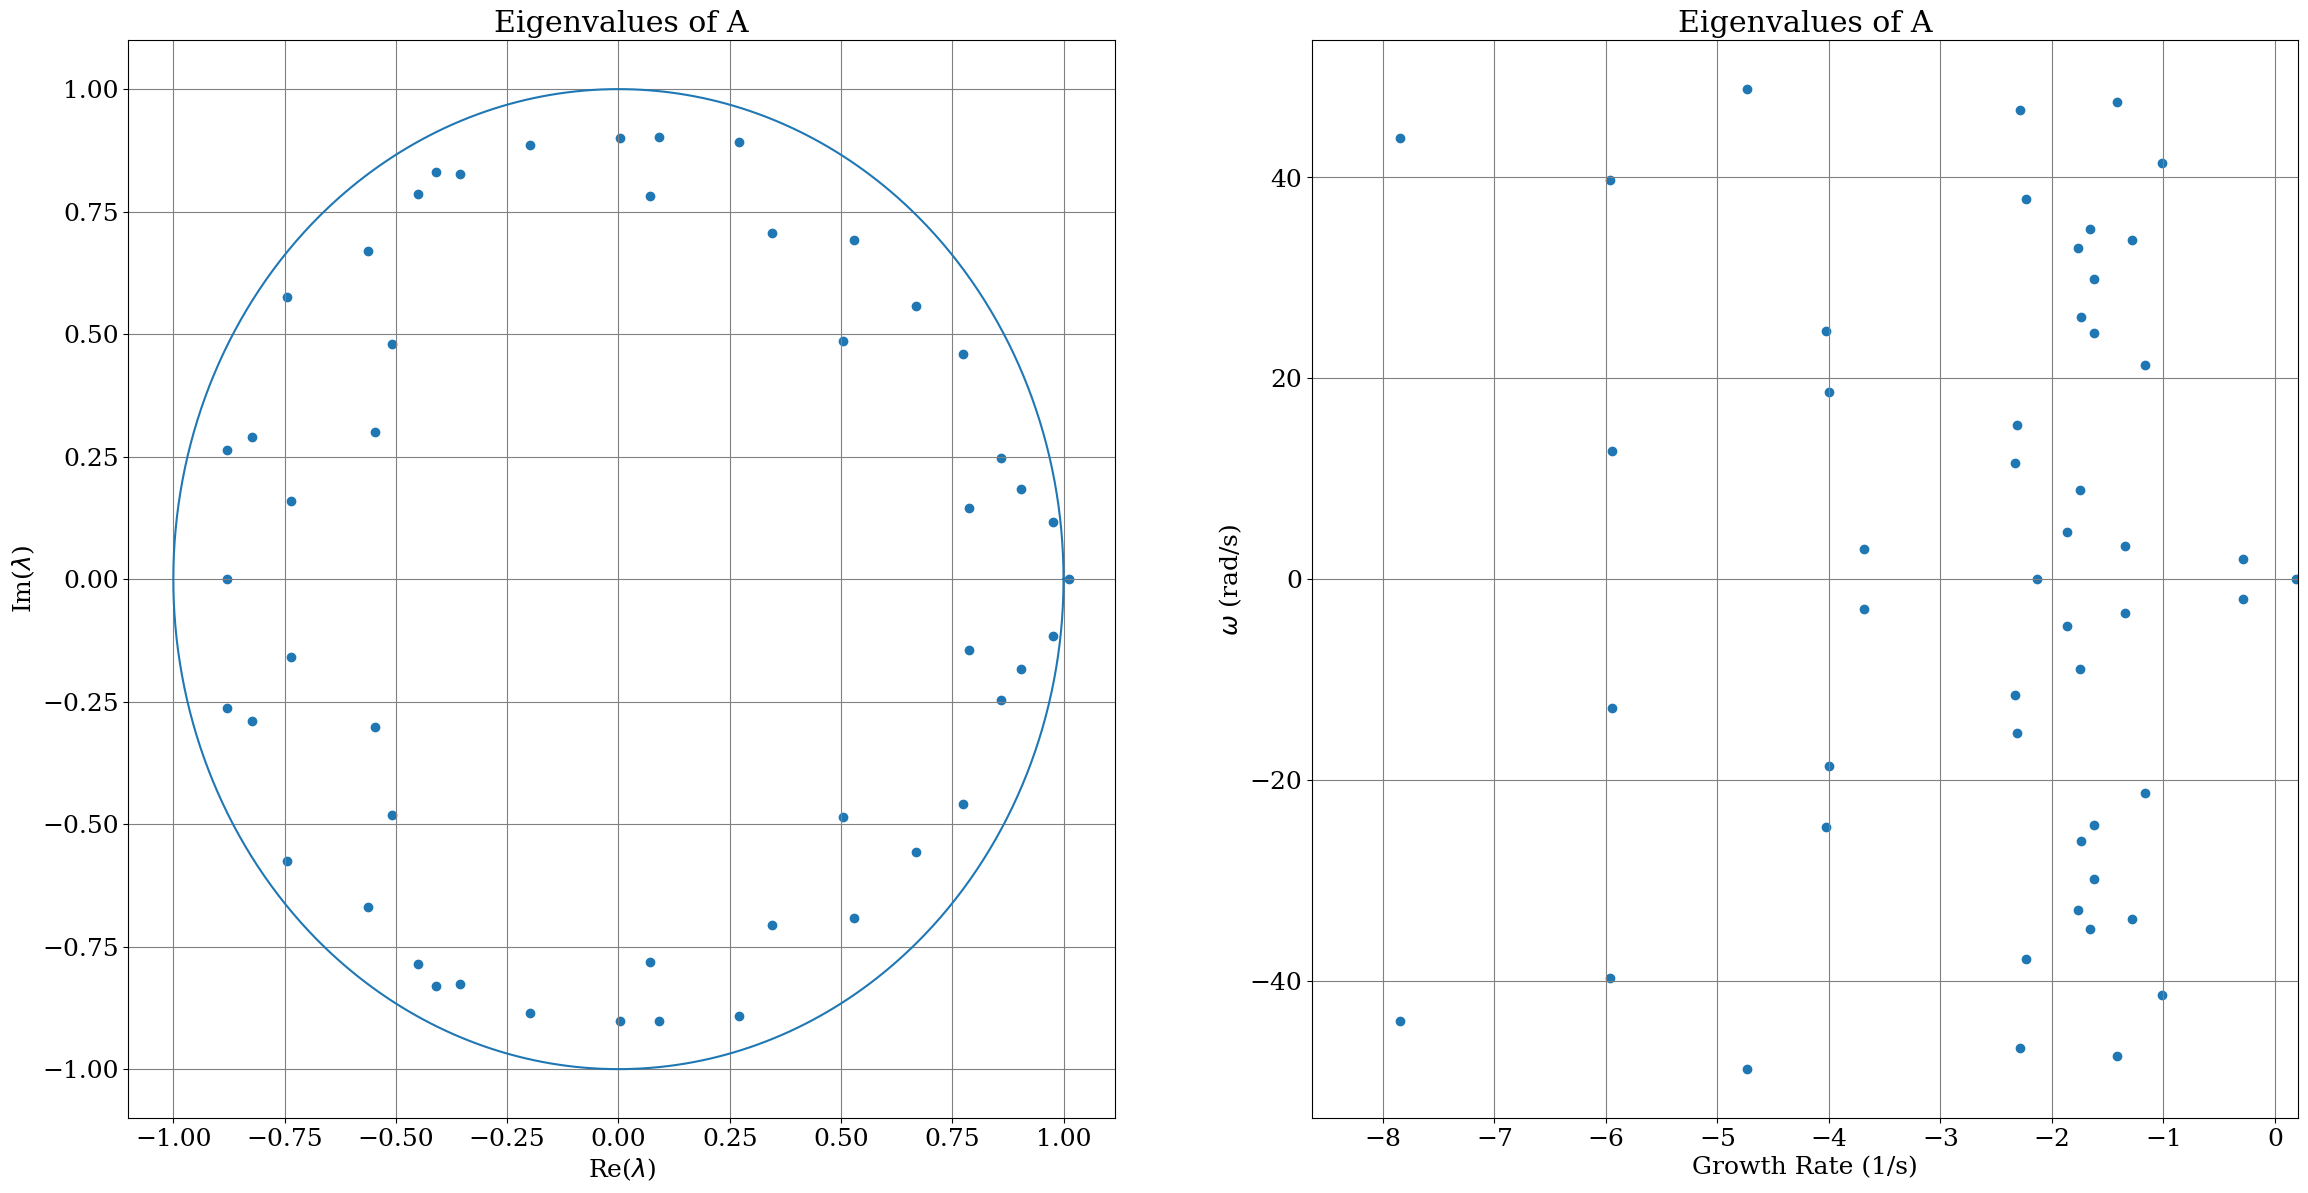 Eigenvalues of A
1.00
0.75
0.50
0.25
0.00
−0.25
−0.50
−0.75
−1.00
Im(λ)
−1.00 −0.75 −0.50 −0.25 0.00 0.25 0.50 0.75 1.00
Re(λ)
Eigenvalues of A
40
20
0
−20
−40
ω (rad/s)
−8 −7 −6 −5 −4 −3 −2 −1 0
Growth Rate (1/s)